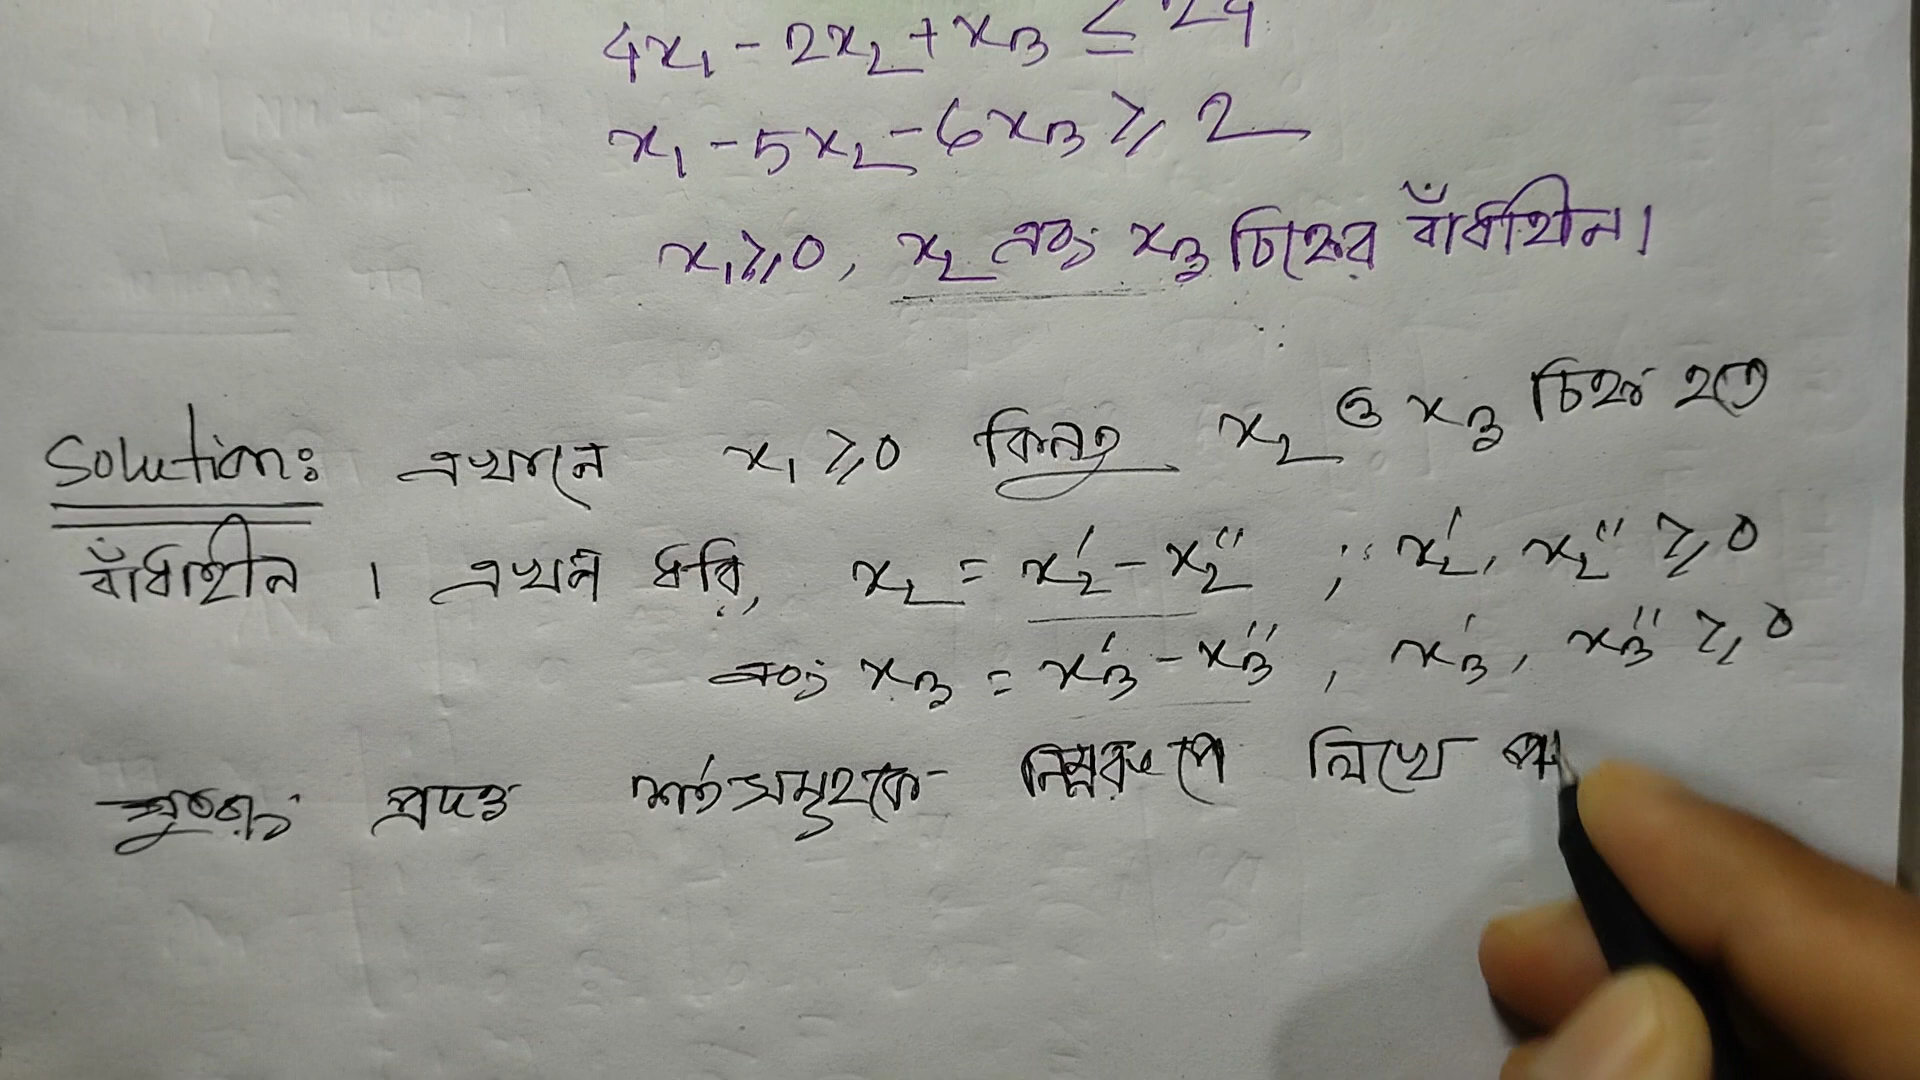 4x₁ - 2x₂ + x₃ ≤ 24
x₁ - 5x₂ - 6x₃ ≥ 2
x₁ ≥ 0, x₂ এবং x₃ চিহ্নের বাঁধাহীন।
Solution: এখানে x₁ ≥ 0 কিন্তু x₂ ও x₃ চিহ্ন হতে
বাঁধাহীন । এখন ধরি, x₂ = x₂′ - x₂″ ; x₂′, x₂″ ≥ 0
এবং x₃ = x₃′ - x₃″ , x₃′, x₃″ ≥ 0
সুতরাং প্রদত্ত শর্তসমূহকে নিম্নরূপে লিখে